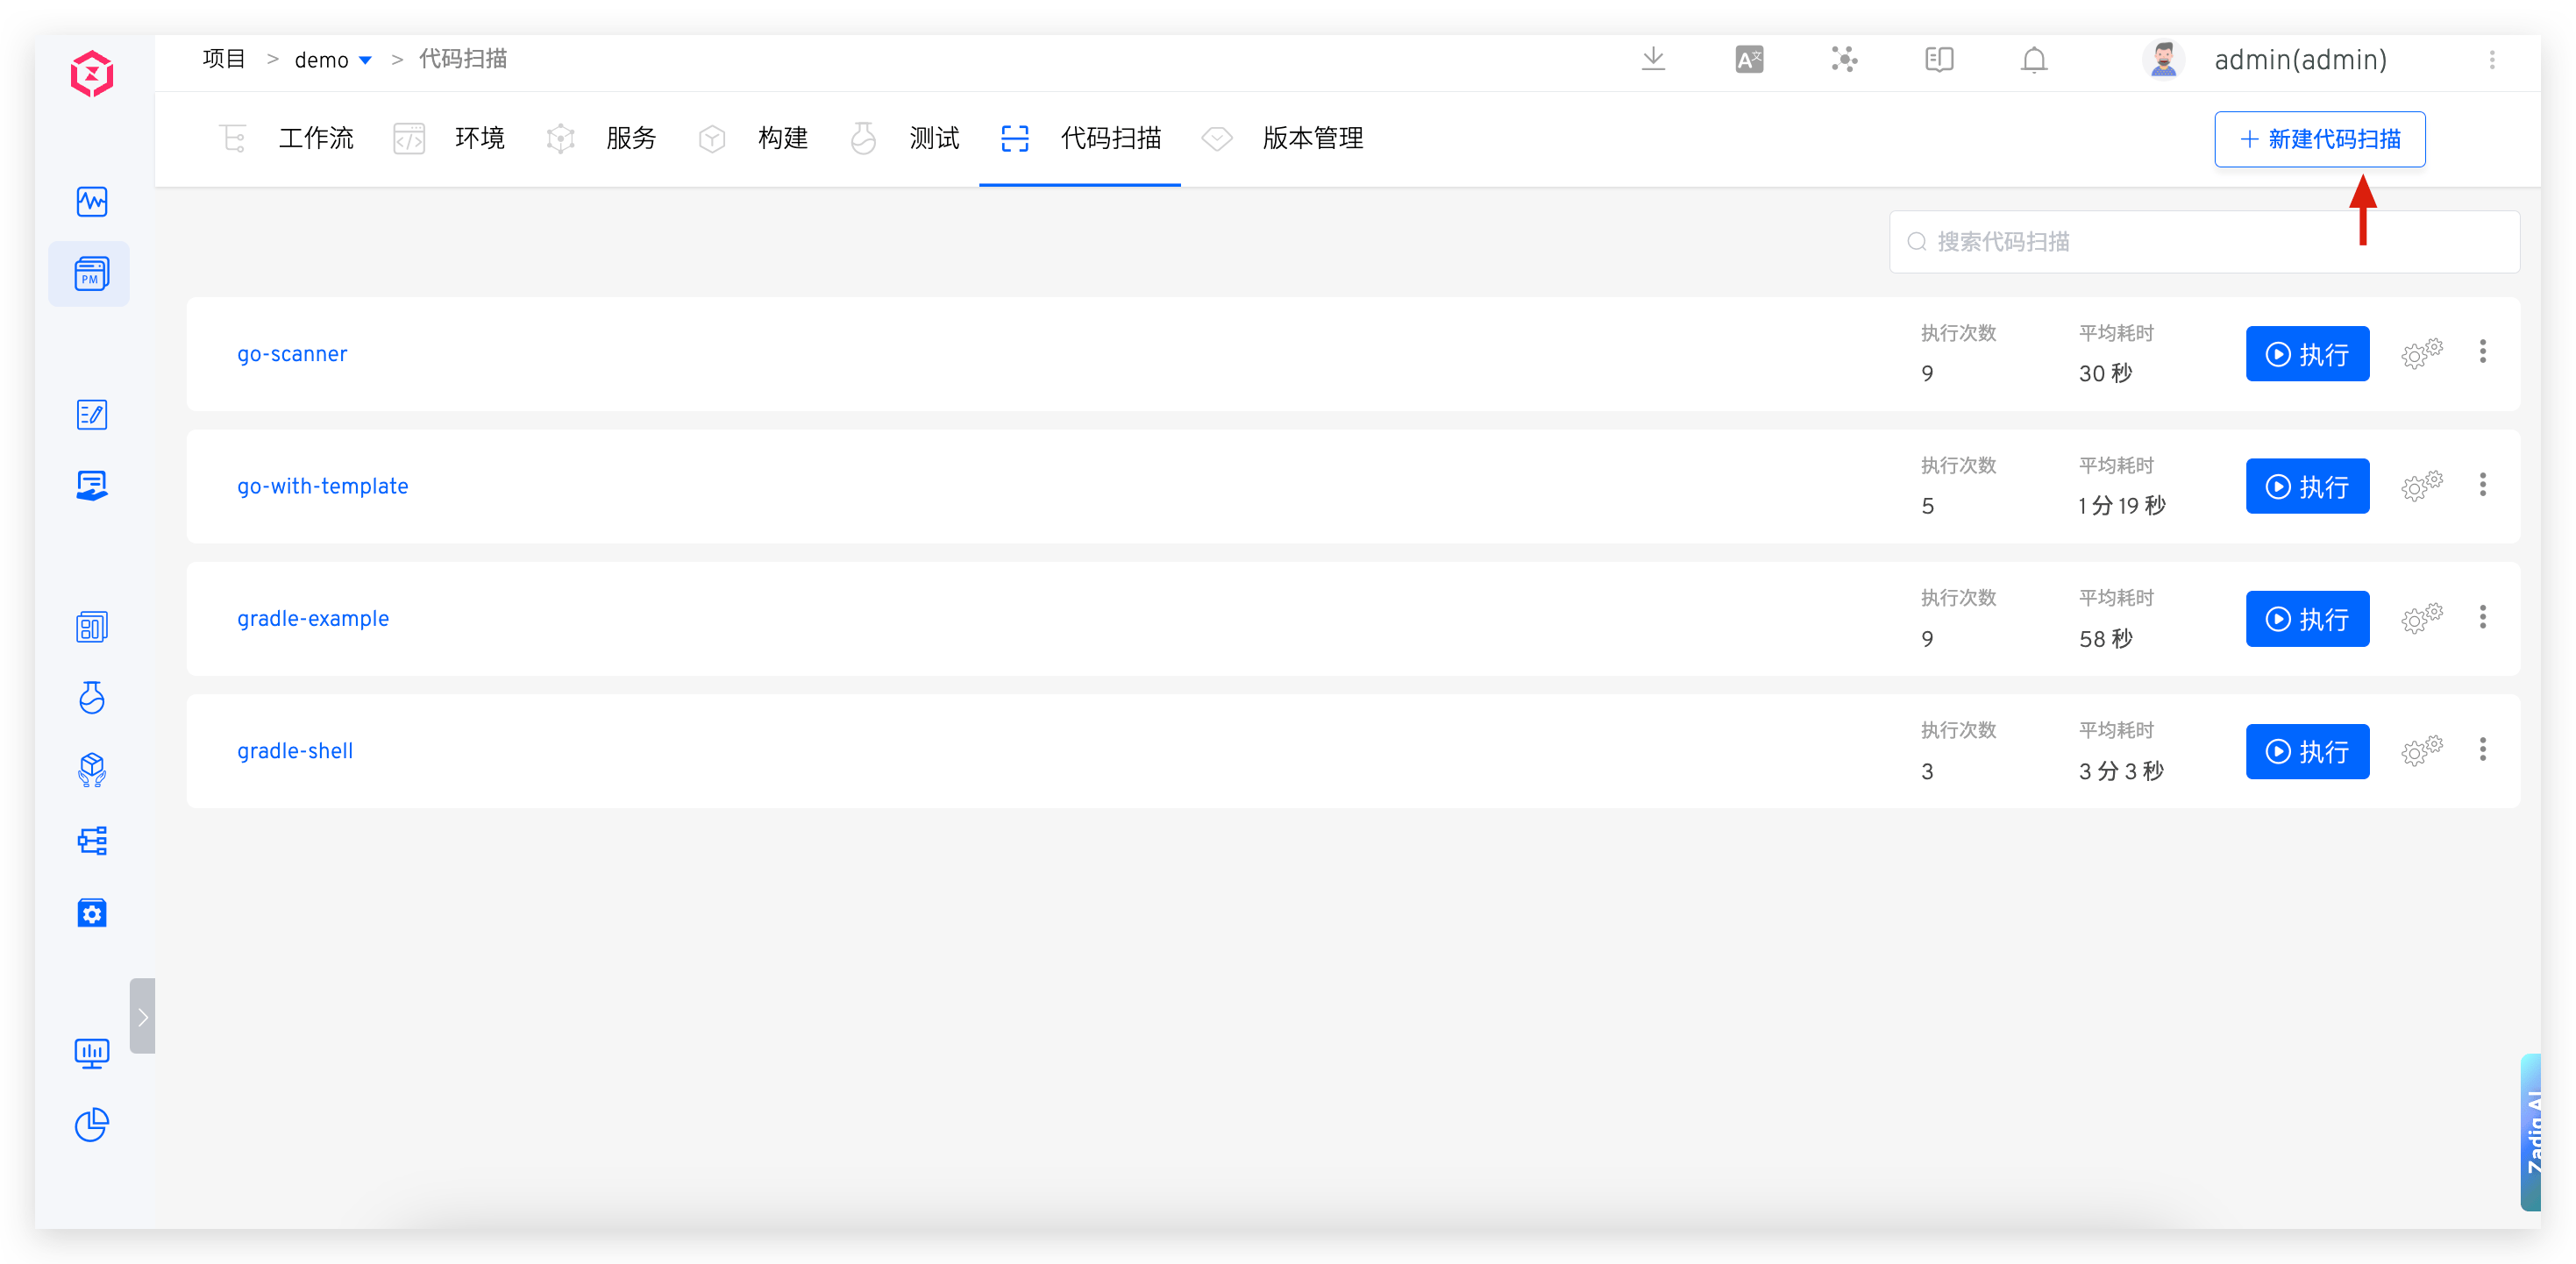 项目 > demo > 代码扫描
admin(admin)
工作流 环境 服务 构建 测试 代码扫描 版本管理
+ 新建代码扫描
PM
搜索代码扫描
go-scanner
执行次数
9
平均耗时
30 秒
执行
go-with-template
执行次数
5
平均耗时
1 分 19 秒
执行
gradle-example
执行次数
9
平均耗时
58 秒
执行
gradle-shell
执行次数
3
平均耗时
3 分 3 秒
执行
Zadig AI